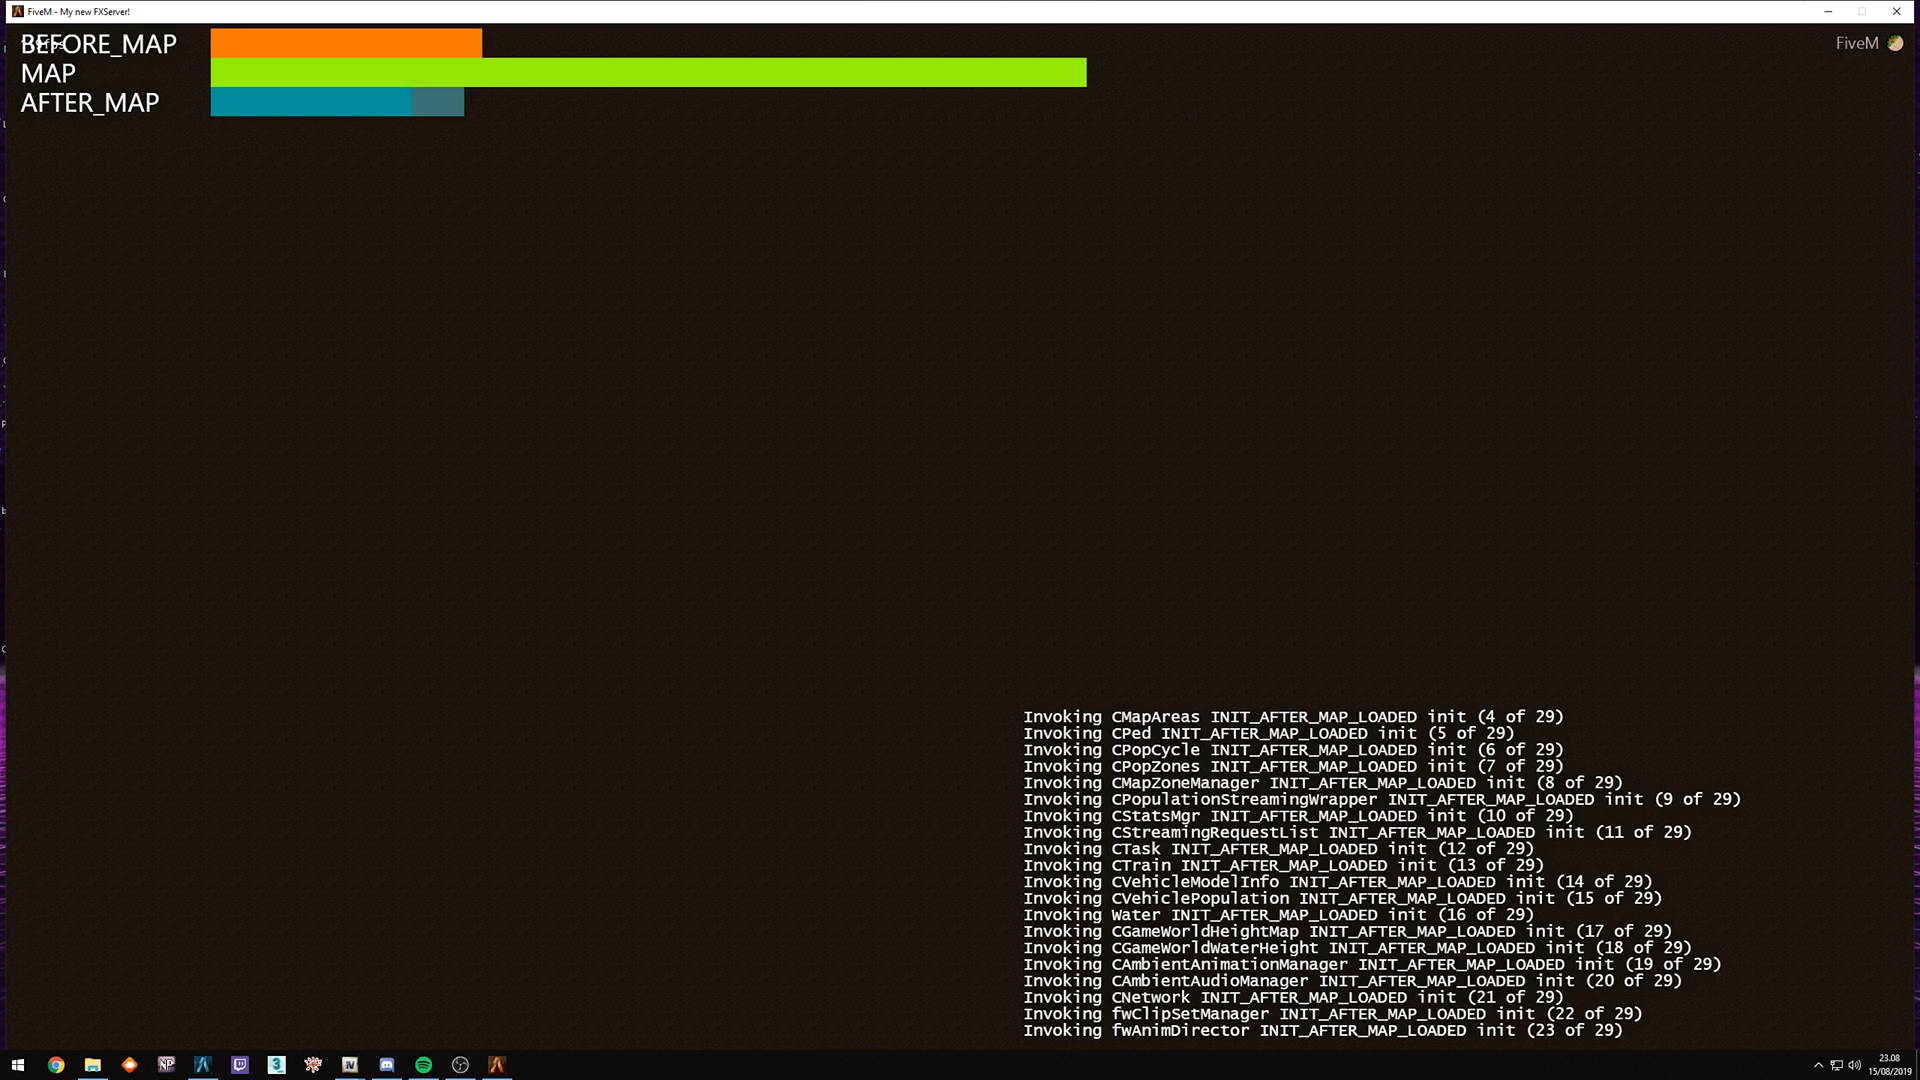 FiveM - My new FXServer!
BEFORE_MAP
FiveM
MAP
AFTER_MAP
Invoking CMapAreas INIT_AFTER_MAP_LOADED init (4 of 29)
Invoking CPed INIT_AFTER_MAP_LOADED init (5 of 29)
Invoking CPopCycle INIT_AFTER_MAP_LOADED init (6 of 29)
Invoking CPopZones INIT_AFTER_MAP_LOADED init (7 of 29)
Invoking CMapZoneManager INIT_AFTER_MAP_LOADED init (8 of 29)
Invoking CPopulationStreamingWrapper INIT_AFTER_MAP_LOADED init (9 of 29)
Invoking CStatsMgr INIT_AFTER_MAP_LOADED init (10 of 29)
Invoking CStreamingRequestList INIT_AFTER_MAP_LOADED init (11 of 29)
Invoking CTask INIT_AFTER_MAP_LOADED init (12 of 29)
Invoking CTrain INIT_AFTER_MAP_LOADED init (13 of 29)
Invoking CVehicleModelInfo INIT_AFTER_MAP_LOADED init (14 of 29)
Invoking CVehiclePopulation INIT_AFTER_MAP_LOADED init (15 of 29)
Invoking Water INIT_AFTER_MAP_LOADED init (16 of 29)
Invoking CGameWorldHeightMap INIT_AFTER_MAP_LOADED init (17 of 29)
Invoking CGameWorldWaterHeight INIT_AFTER_MAP_LOADED init (18 of 29)
Invoking CAmbientAnimationManager INIT_AFTER_MAP_LOADED init (19 of 29)
Invoking CAmbientAudioManager INIT_AFTER_MAP_LOADED init (20 of 29)
Invoking CNetwork INIT_AFTER_MAP_LOADED init (21 of 29)
Invoking fwClipSetManager INIT_AFTER_MAP_LOADED init (22 of 29)
Invoking fwAnimDirector INIT_AFTER_MAP_LOADED init (23 of 29)
23.08
15/08/2019